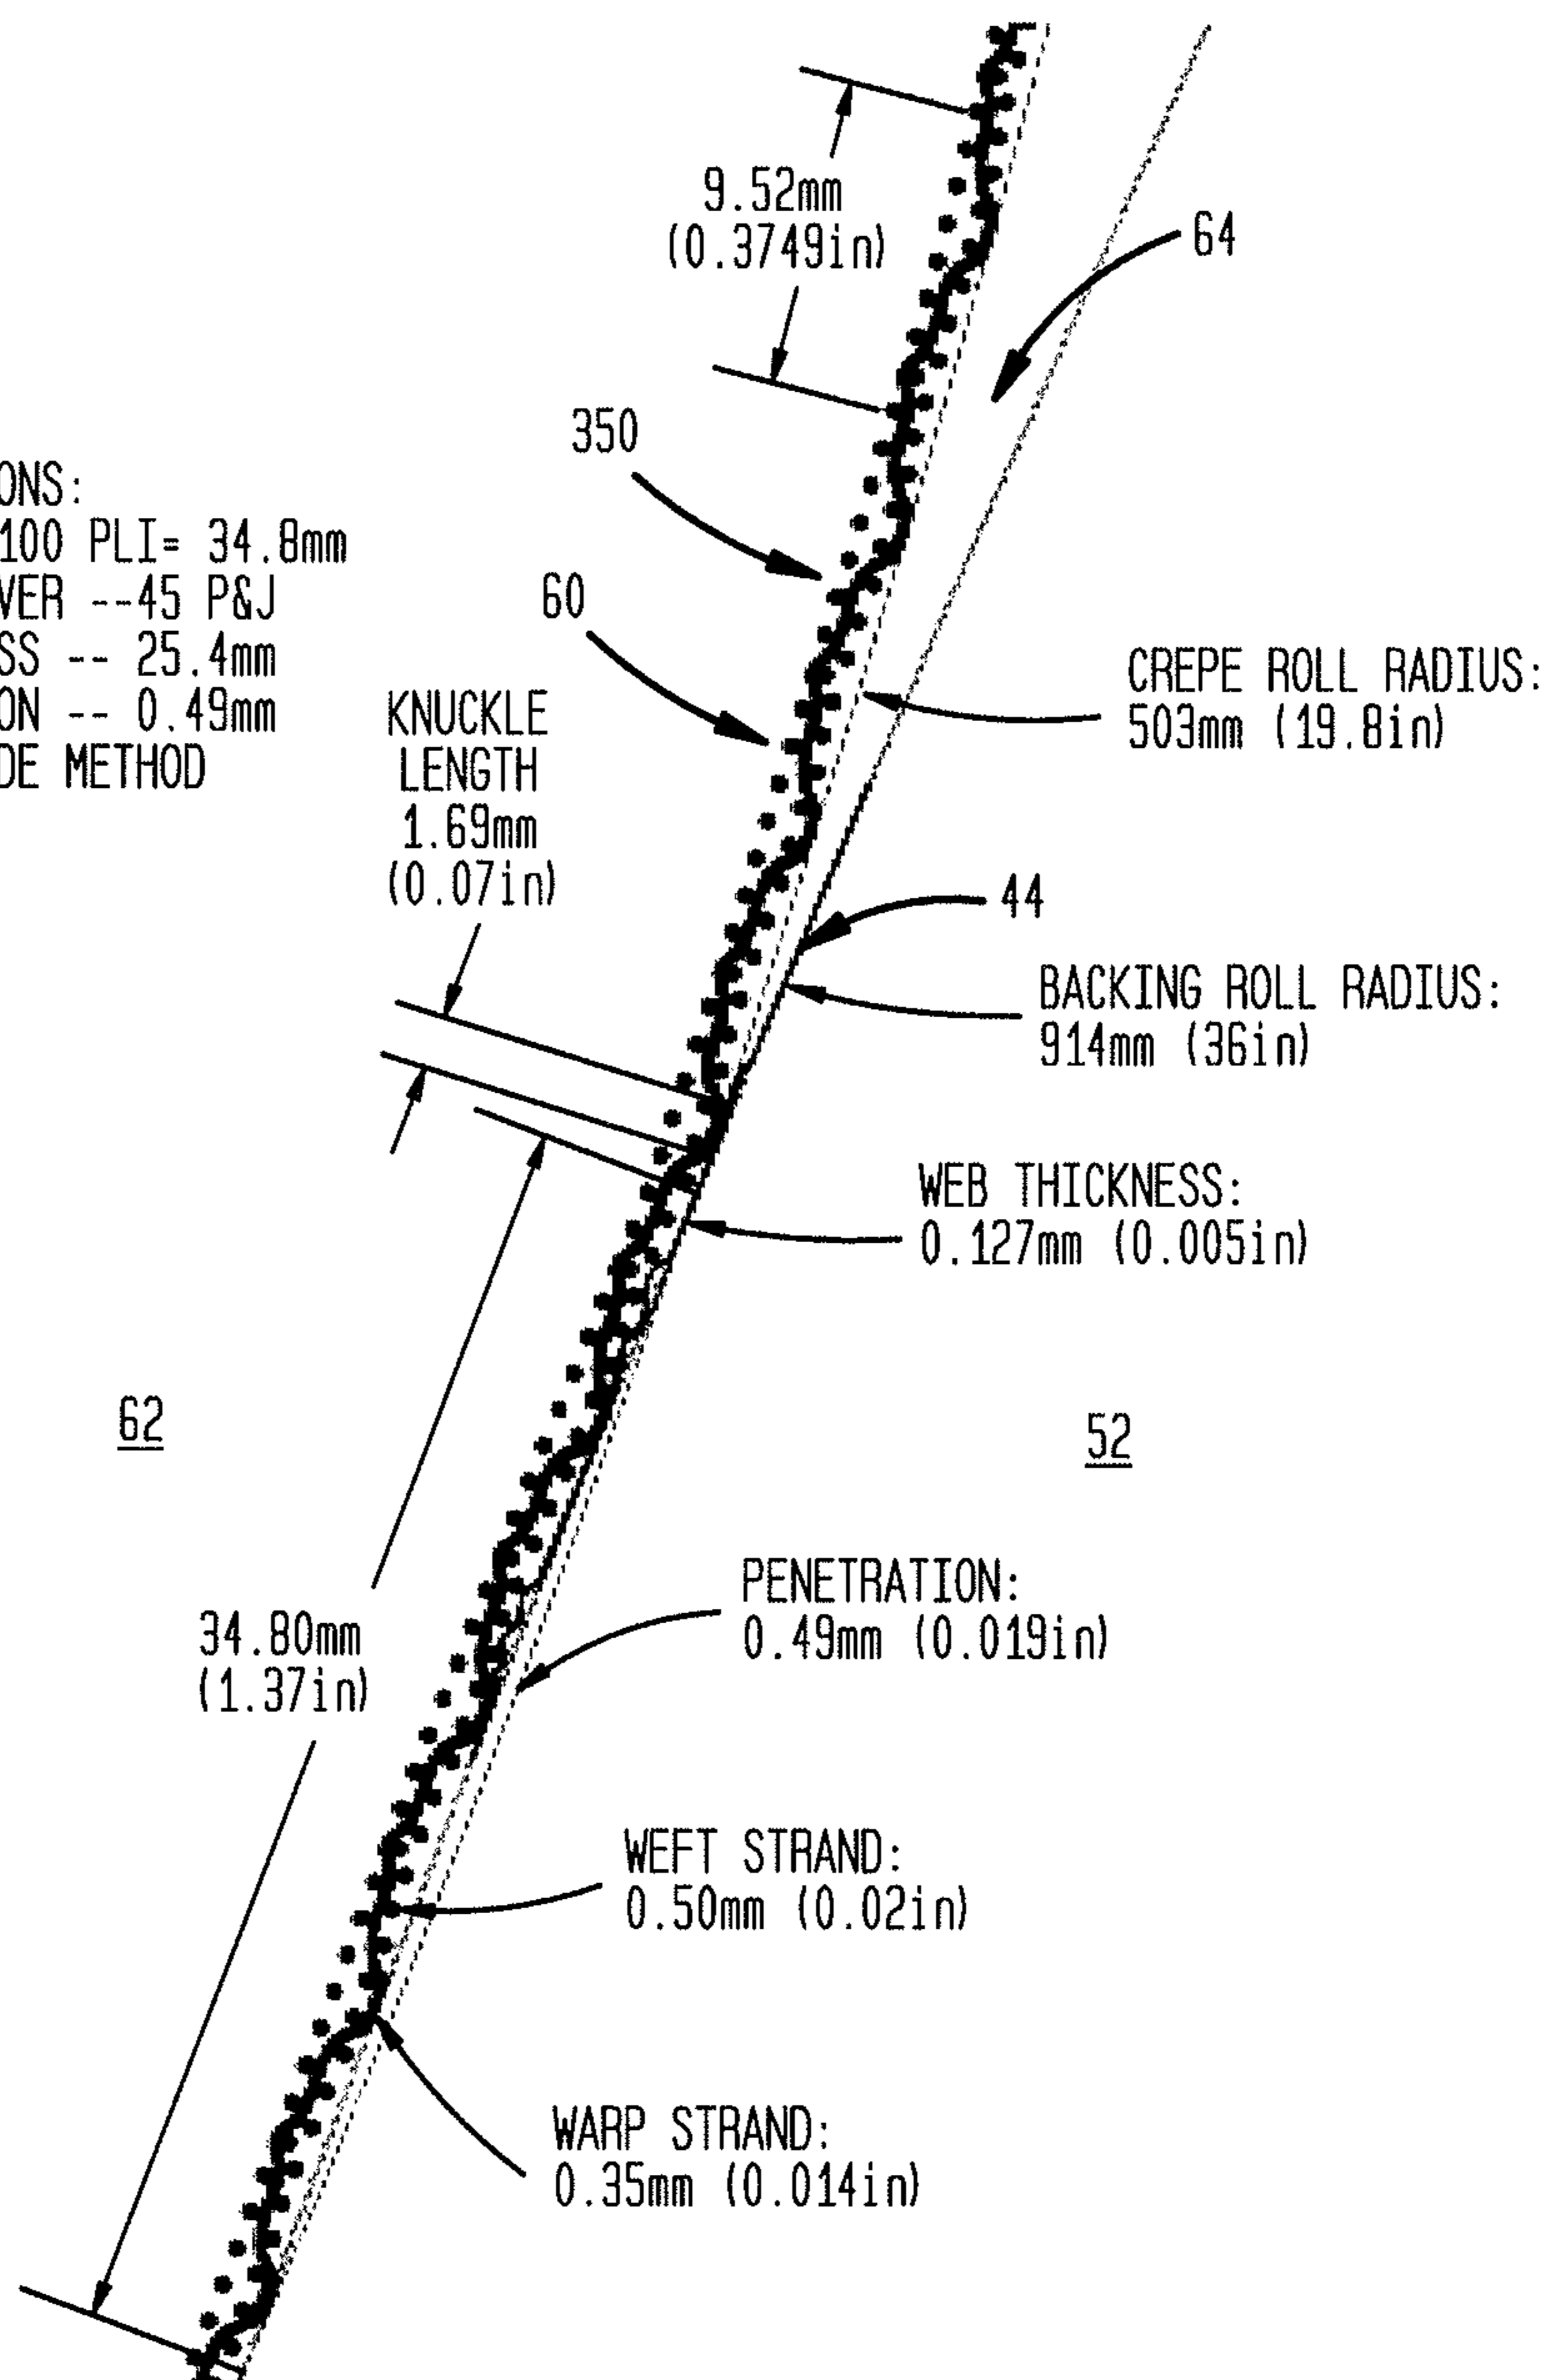 9.52mm
(0.3749in)
64
350
ONS:
100 PLI= 34.8mm
VER --45 P&J
SS -- 25.4mm
ON -- 0.49mm
DE METHOD
60
KNUCKLE
LENGTH
1.69mm
(0.07in)
CREPE ROLL RADIUS:
503mm (19.8in)
44
BACKING ROLL RADIUS:
914mm (36in)
WEB THICKNESS:
0.127mm (0.005in)
62
52
PENETRATION:
0.49mm (0.019in)
34.80mm
(1.37in)
WEFT STRAND:
0.50mm (0.02in)
WARP STRAND:
0.35mm (0.014in)